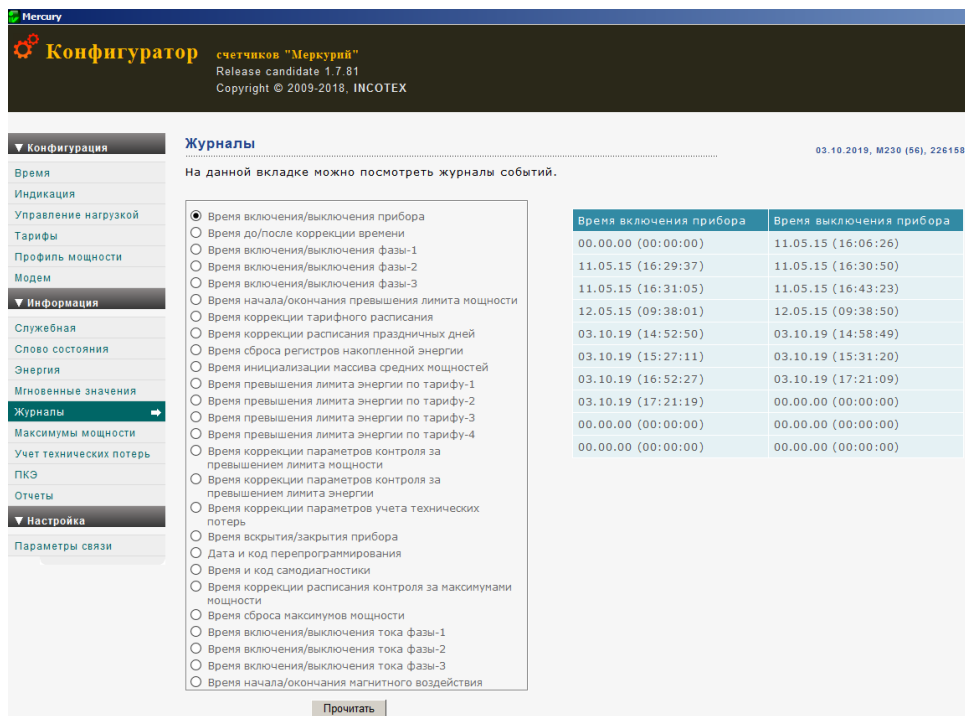 Mercury
Конфигуратор
счетчиков "Меркурий"
Release candidate 1.7.81
Copyright © 2009-2018, INCOTEX
▼ Конфигурация
Время
Индикация
Управление нагрузкой
Тарифы
Профиль мощности
Модем
▼ Информация
Служебная
Слово состояния
Энергия
Мгновенные значения
Журналы
Максимумы мощности
Учет технических потерь
ПКЭ
Отчеты
▼ Настройка
Параметры связи
Журналы
03.10.2019, M230 (56), 226158
На данной вкладке можно посмотреть журналы событий.
Время включения/выключения прибора
Время до/после коррекции времени
Время включения/выключения фазы-1
Время включения/выключения фазы-2
Время включения/выключения фазы-3
Время начала/окончания превышения лимита мощности
Время коррекции тарифного расписания
Время коррекции расписания праздничных дней
Время сброса регистров накопленной энергии
Время инициализации массива средних мощностей
Время превышения лимита энергии по тарифу-1
Время превышения лимита энергии по тарифу-2
Время превышения лимита энергии по тарифу-3
Время превышения лимита энергии по тарифу-4
Время коррекции параметров контроля за
превышением лимита мощности
Время коррекции параметров контроля за
превышением лимита энергии
Время коррекции параметров учета технических
потерь
Время вскрытия/закрытия прибора
Дата и код перепрограммирования
Время и код самодиагностики
Время коррекции расписания контроля за максимумами
мощности
Время сброса максимумов мощности
Время включения/выключения тока фазы-1
Время включения/выключения тока фазы-2
Время включения/выключения тока фазы-3
Время начала/окончания магнитного воздействия
Прочитать
Время включения прибора Время выключения прибора
00.00.00 (00:00:00) 11.05.15 (16:06:26)
11.05.15 (16:29:37) 11.05.15 (16:30:50)
11.05.15 (16:31:05) 11.05.15 (16:43:23)
12.05.15 (09:38:01) 12.05.15 (09:38:50)
03.10.19 (14:52:50) 03.10.19 (14:58:49)
03.10.19 (15:27:11) 03.10.19 (15:31:20)
03.10.19 (16:52:27) 03.10.19 (17:21:09)
03.10.19 (17:21:19) 00.00.00 (00:00:00)
00.00.00 (00:00:00) 00.00.00 (00:00:00)
00.00.00 (00:00:00) 00.00.00 (00:00:00)